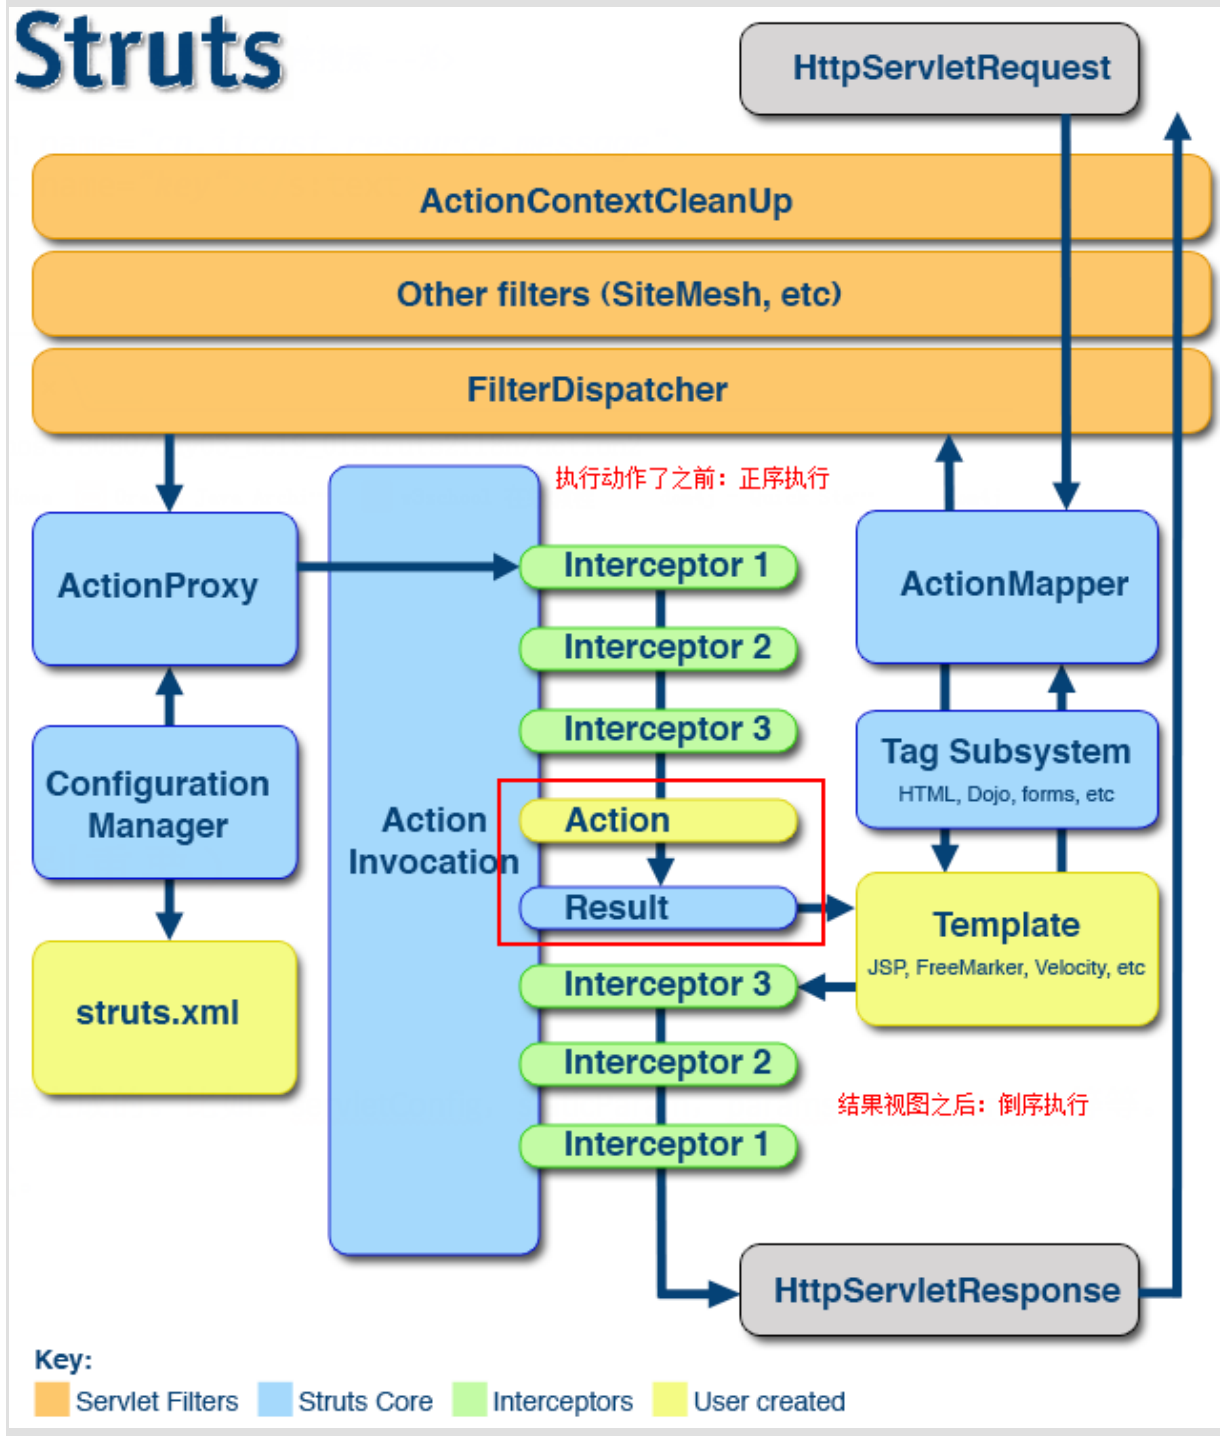 Struts
HttpServletRequest
ActionContextCleanUp
Other filters (SiteMesh, etc)
FilterDispatcher
执行动作了之前：正序执行
ActionProxy
Interceptor 1
ActionMapper
Interceptor 2
Interceptor 3
Tag Subsystem
HTML, Dojo, forms, etc
Configuration
Manager
Action
Invocation
Action
Result
Template
JSP, FreeMarker, Velocity, etc
struts.xml
Interceptor 3
Interceptor 2
结果视图之后：倒序执行
Interceptor 1
HttpServletResponse
Key:
Servlet Filters
Struts Core
Interceptors
User created